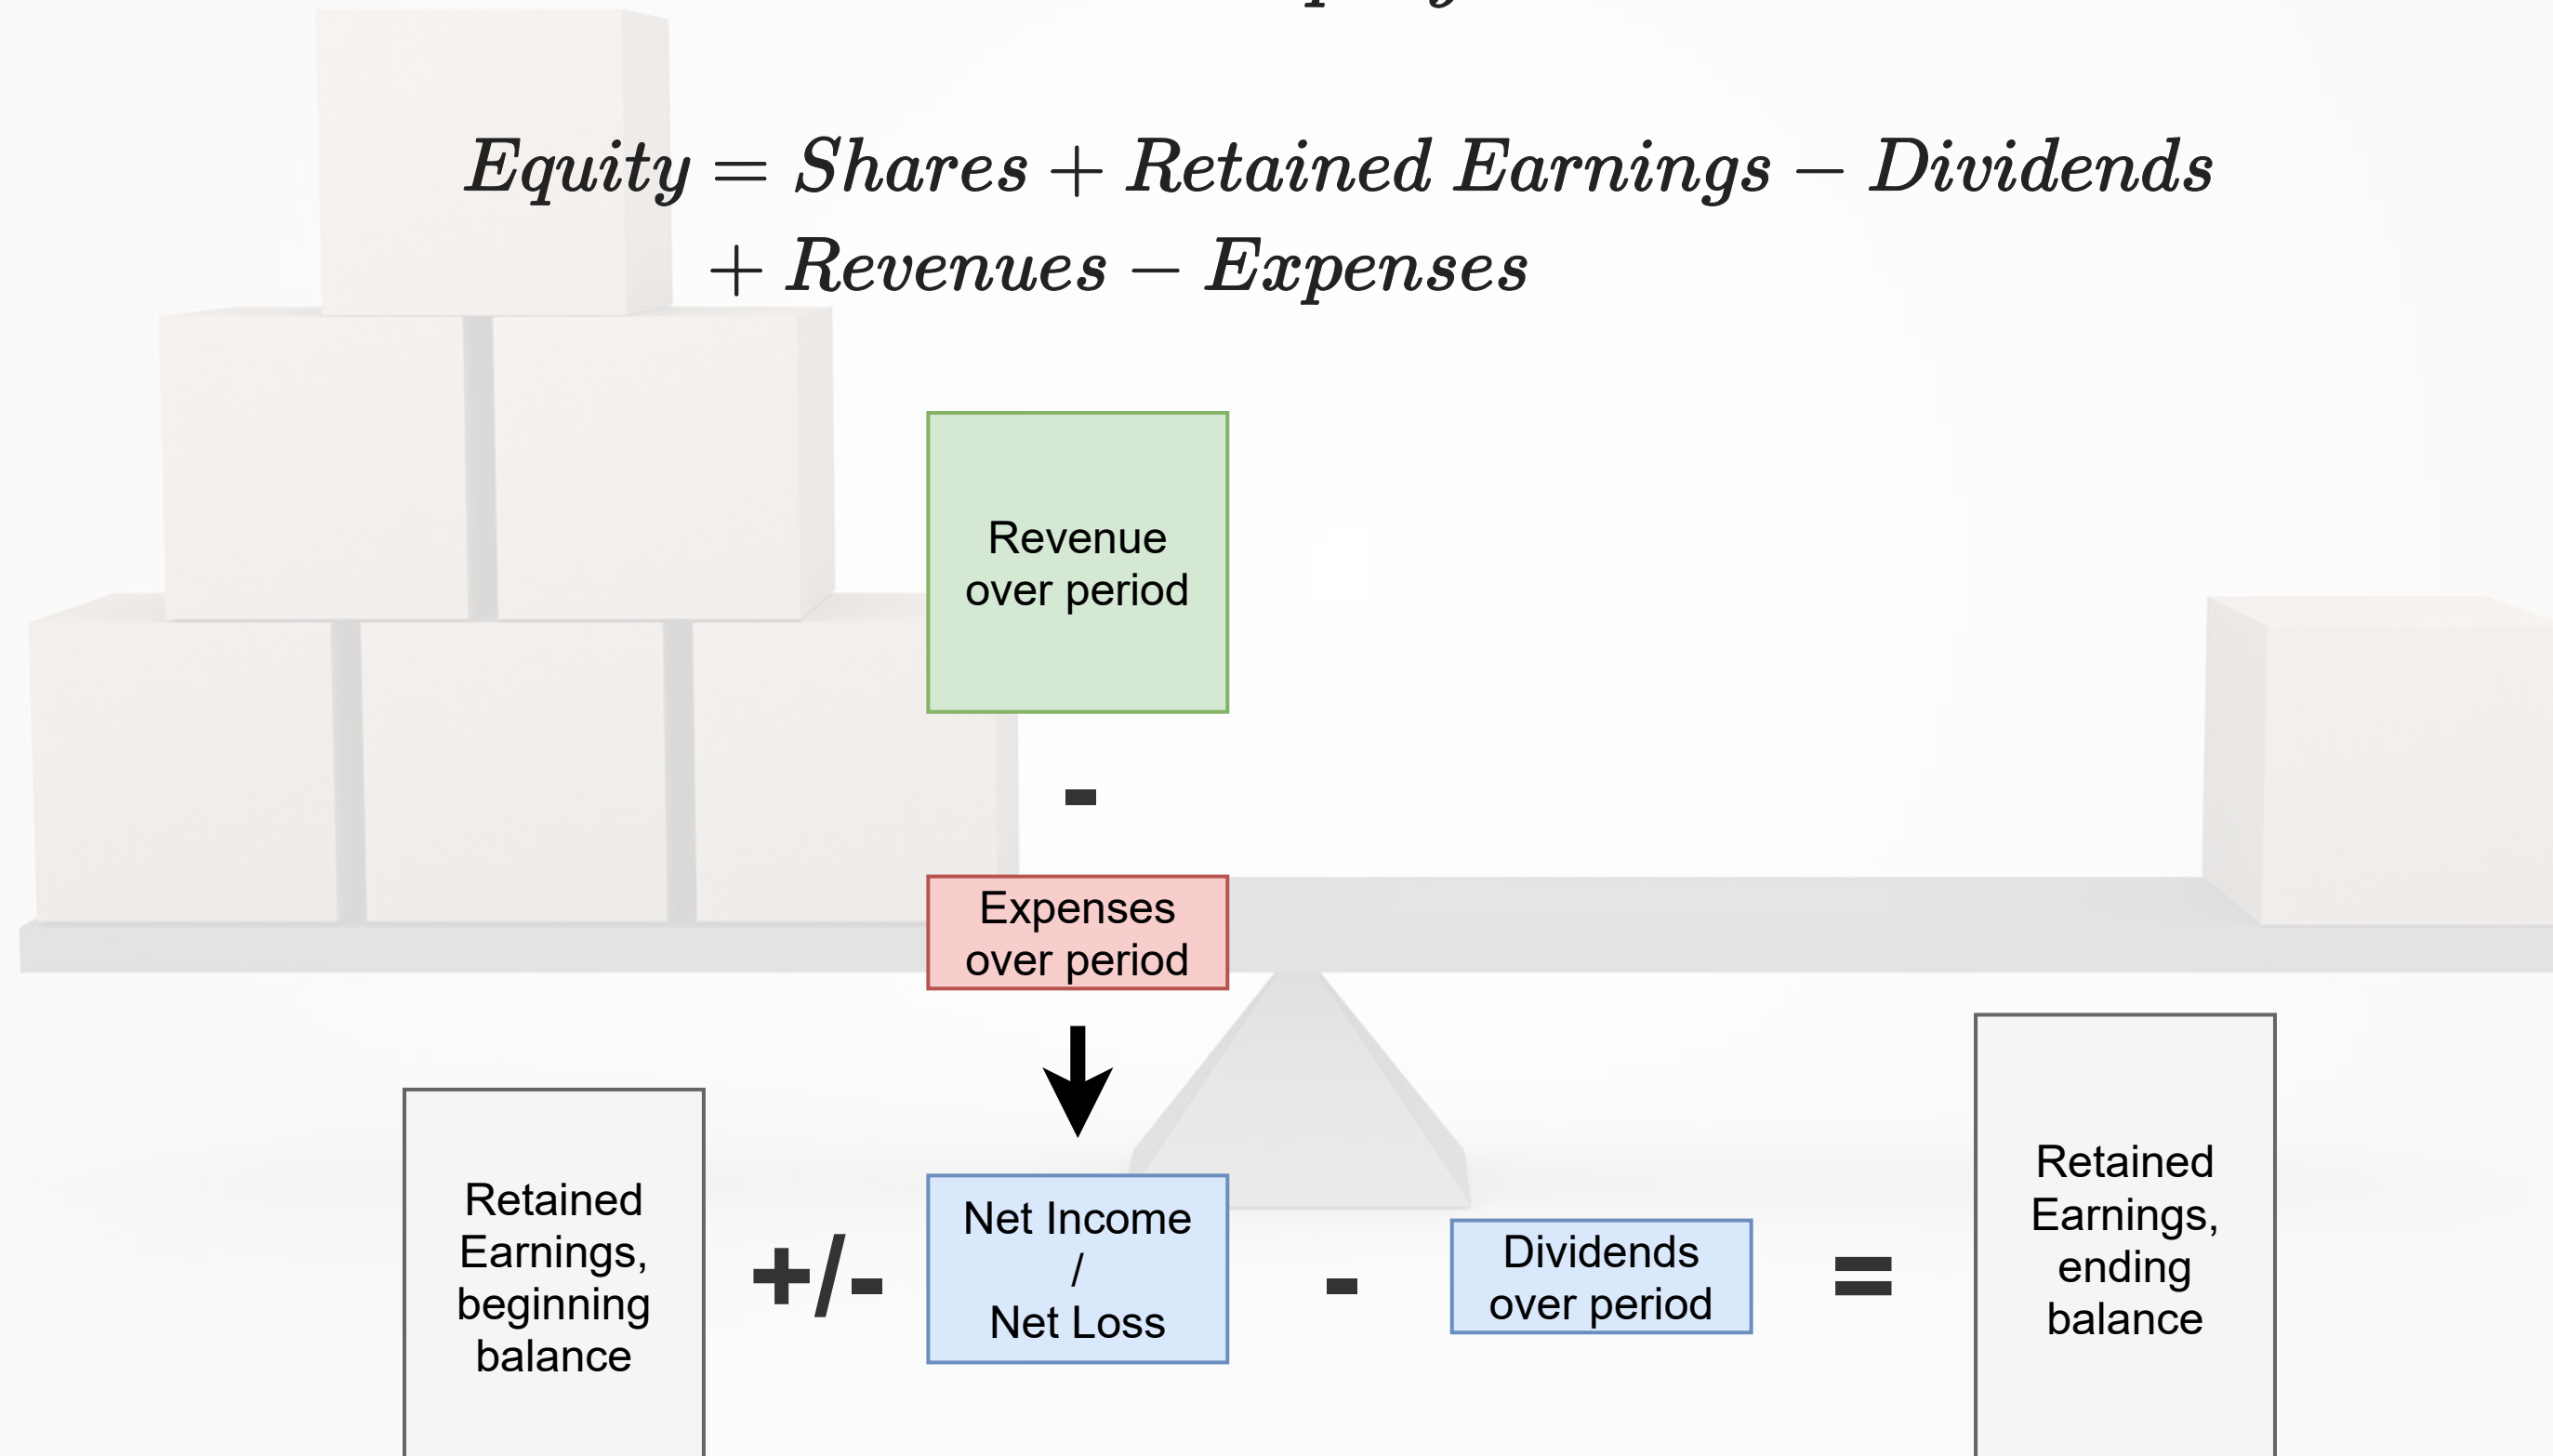 Equity = Shares + Retained Earnings − Dividends
+ Revenues − Expenses
Revenue
over period
-
Expenses
over period
Retained
Earnings,
beginning
balance
+/-
Net Income
/
Net Loss
-
Dividends
over period
=
Retained
Earnings,
ending
balance